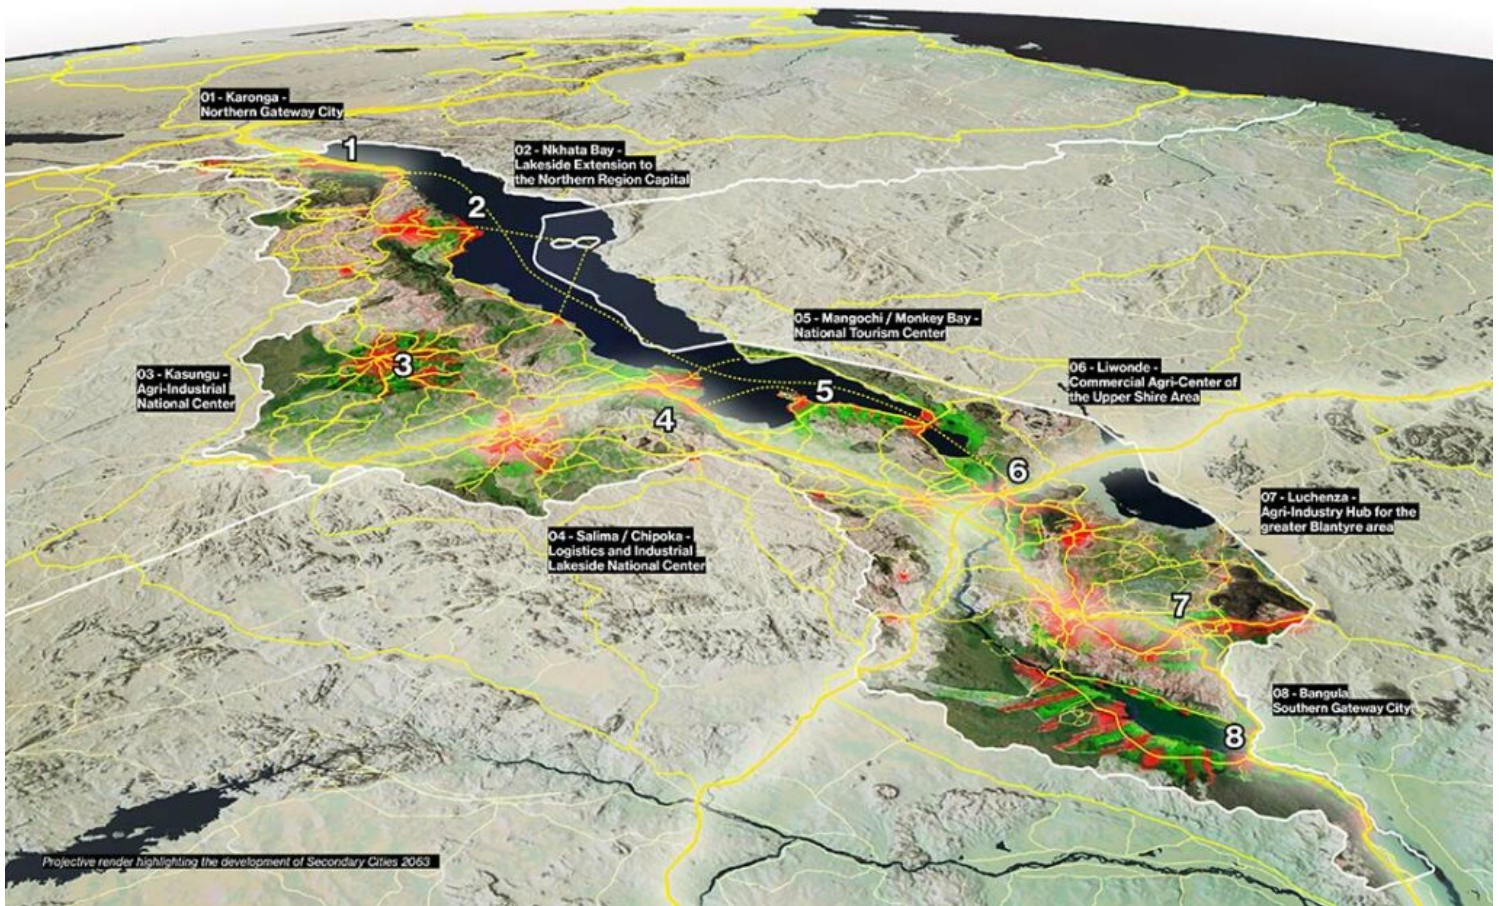 01 - Karonga -
Northern Gateway City
1
02 - Nkhata Bay -
Lakeside Extension to
the Northern Region Capital
2
05 - Mangochi / Monkey Bay -
National Tourism Center
03 - Kasungu -
Agri-Industrial
National Center
3
06 - Liwonde -
Commercial Agri-Center of
the Upper Shire Area
5
4
6
07 - Luchenza -
Agri-Industry Hub for the
greater Blantyre area
04 - Salima / Chipoka -
Logistics and Industrial
Lakeside National Center
7
08 - Bangula
Southern Gateway City
8
Projective render highlighting the development of Secondary Cities 2063